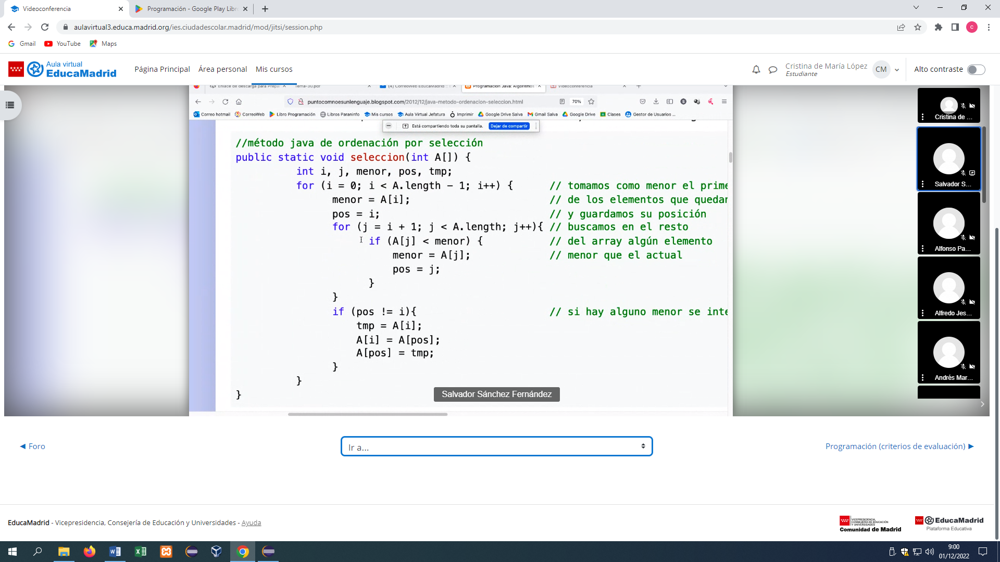 Videoconferencia
Programación - Google Play Libr
aulavirtual3.educa.madrid.org/ies.ciudadescolar.madrid/mod/jitsi/session.php
C
Gmail
YouTube
Maps
Aula virtual
EducaMadrid
Página Principal
Área personal
Mis cursos
Cristina de María López
Estudiante
CM
Alto contraste
Enlace de descarga para Prepa
Tema-30.pdf
(4) CorreoWeb EducaMadrid ::
Programación Java: Algoritmos
Videoconferencia
puntocomnoesunlenguaje.blogspot.com/2012/12/java-metodo-ordenacion-seleccion.html
70%
Correo hotmail
CorreoWeb
Libro Programación
Libros Paraninfo
Mis cursos
Aula Virtual Jefatura
Imprimir
Google Drive Salva
Gmail Salva
Google Drive
Clases
Gestor de Usuarios ...
Está compartiendo toda su pantalla.
Dejar de compartir
//método java de ordenación por selección
public static void seleccion(int A[]) {
int i, j, menor, pos, tmp;
for (i = 0; i < A.length - 1; i++) { // tomamos como menor el prime
menor = A[i]; // de los elementos que quedar
pos = i; // y guardamos su posición
for (j = i + 1; j < A.length; j++){ // buscamos en el resto
if (A[j] < menor) { // del array algún elemento
menor = A[j]; // menor que el actual
pos = j;
}
}
if (pos != i){ // si hay alguno menor se inte
tmp = A[i];
A[i] = A[pos];
A[pos] = tmp;
}
}
}
Salvador Sánchez Fernández
Cristina de ...
Salvador S...
Alfonso Pa...
Alfredo Jes...
Andrés Mar...
◄ Foro
Ir a...
Programación (criterios de evaluación) ►
EducaMadrid - Vicepresidencia, Consejería de Educación y Universidades - Ayuda
VICEPRESIDENCIA,
CONSEJERÍA DE EDUCACIÓN
Y UNIVERSIDADES
Comunidad de Madrid
EducaMadrid
Plataforma Educativa
9:00
01/12/2022